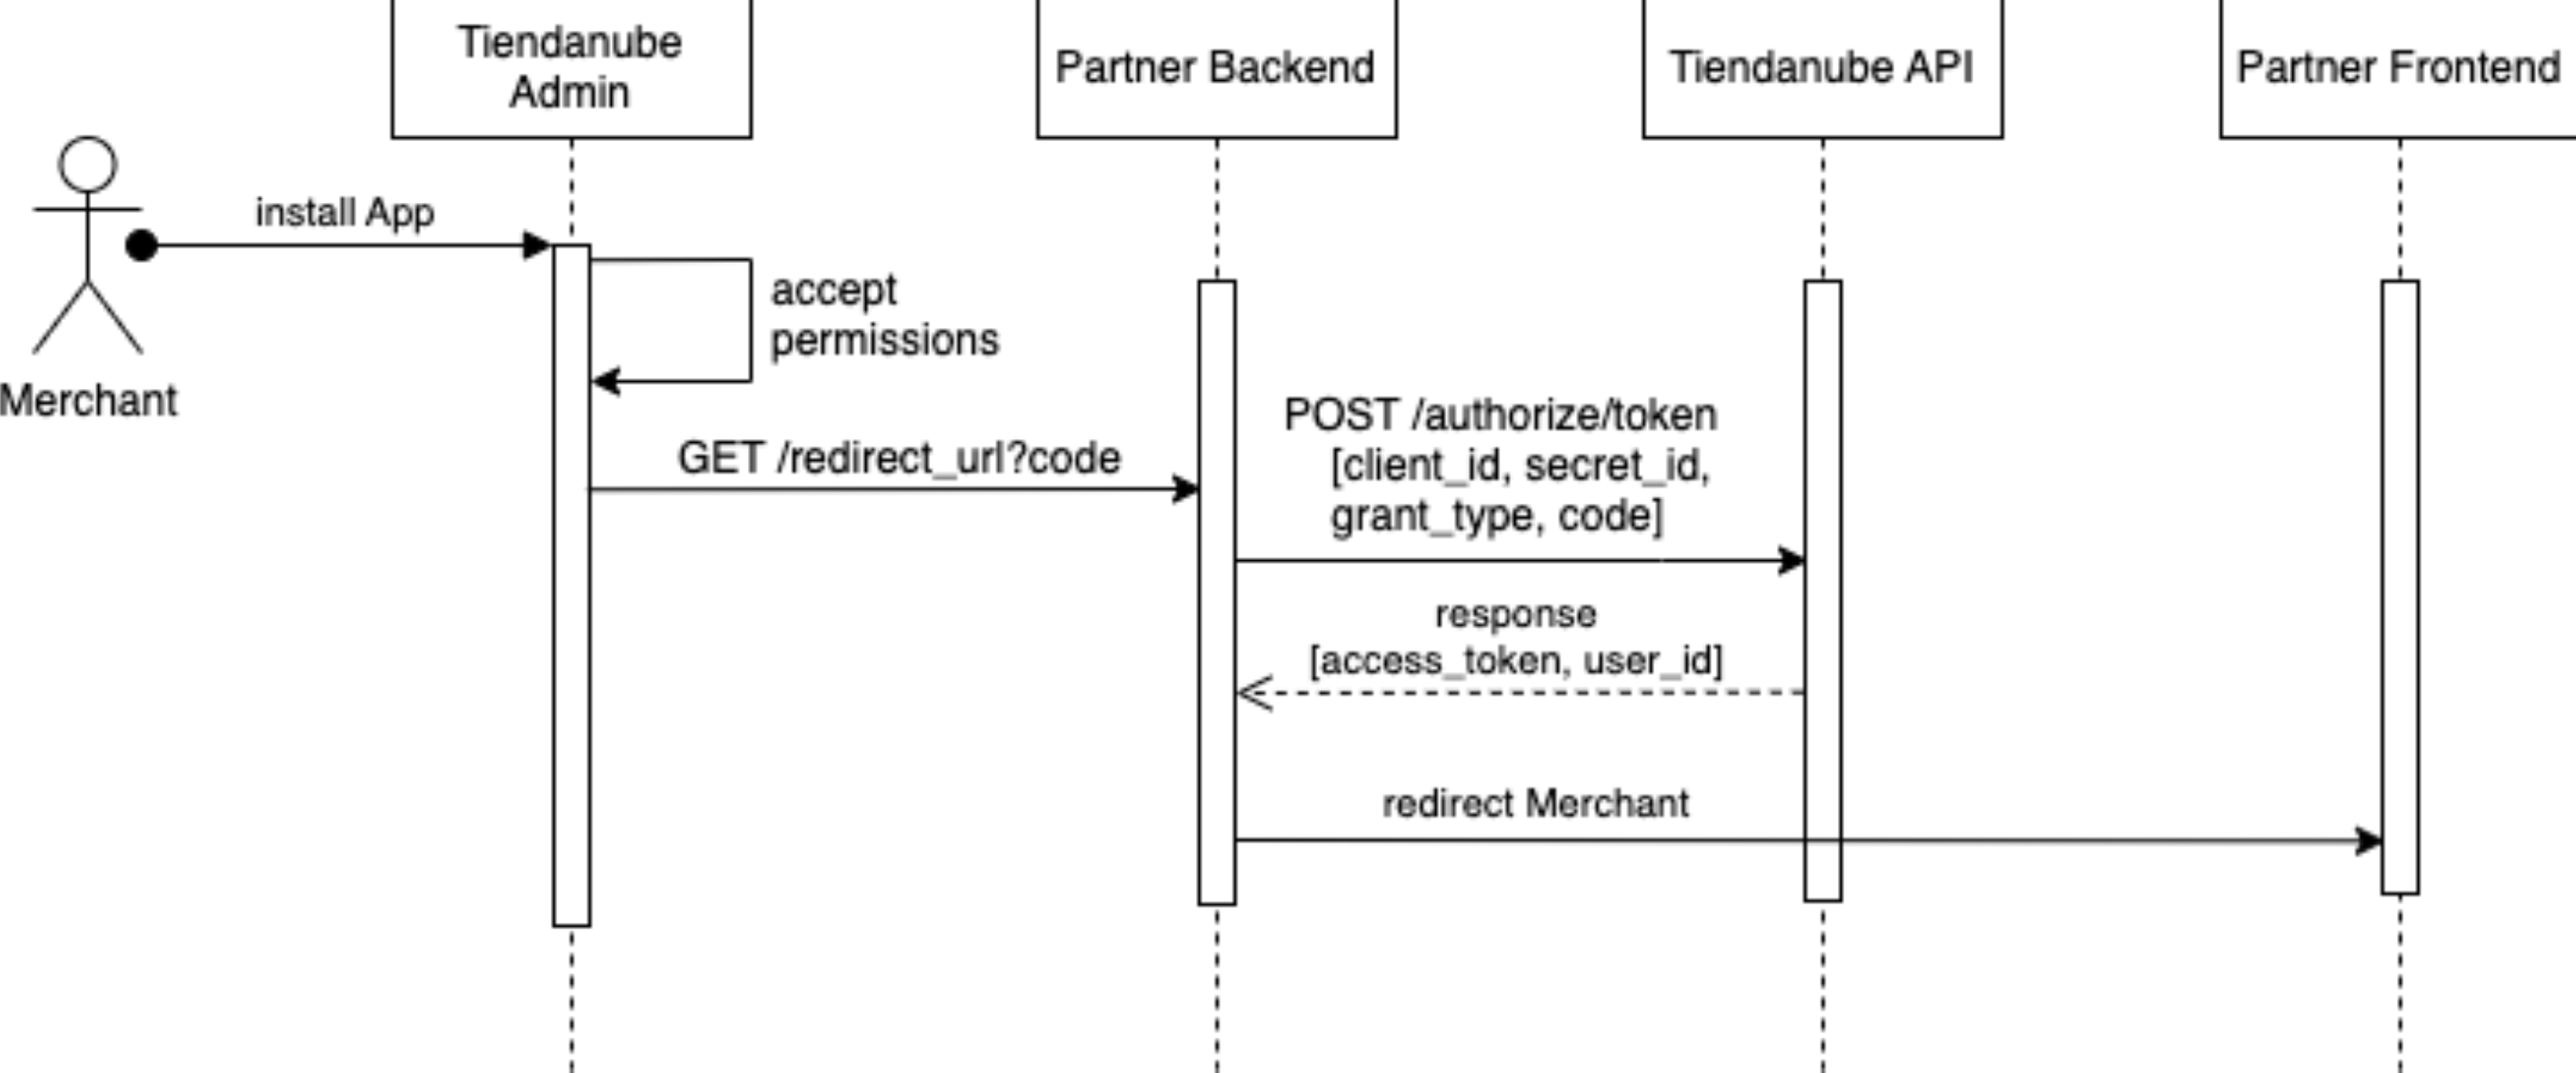 Tiendanube
Admin
Partner Backend
Tiendanube API
Partner Frontend
install App
accept
permissions
Merchant
GET /redirect_url?code
POST /authorize/token
[client_id, secret_id,
grant_type, code]
response
[access_token, user_id]
redirect Merchant